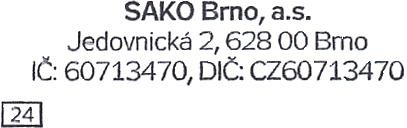 SAKO Brno, a.s.
Jedovnická 2, 628 00 Brno
IČ: 60713470, DIČ: CZ60713470
24